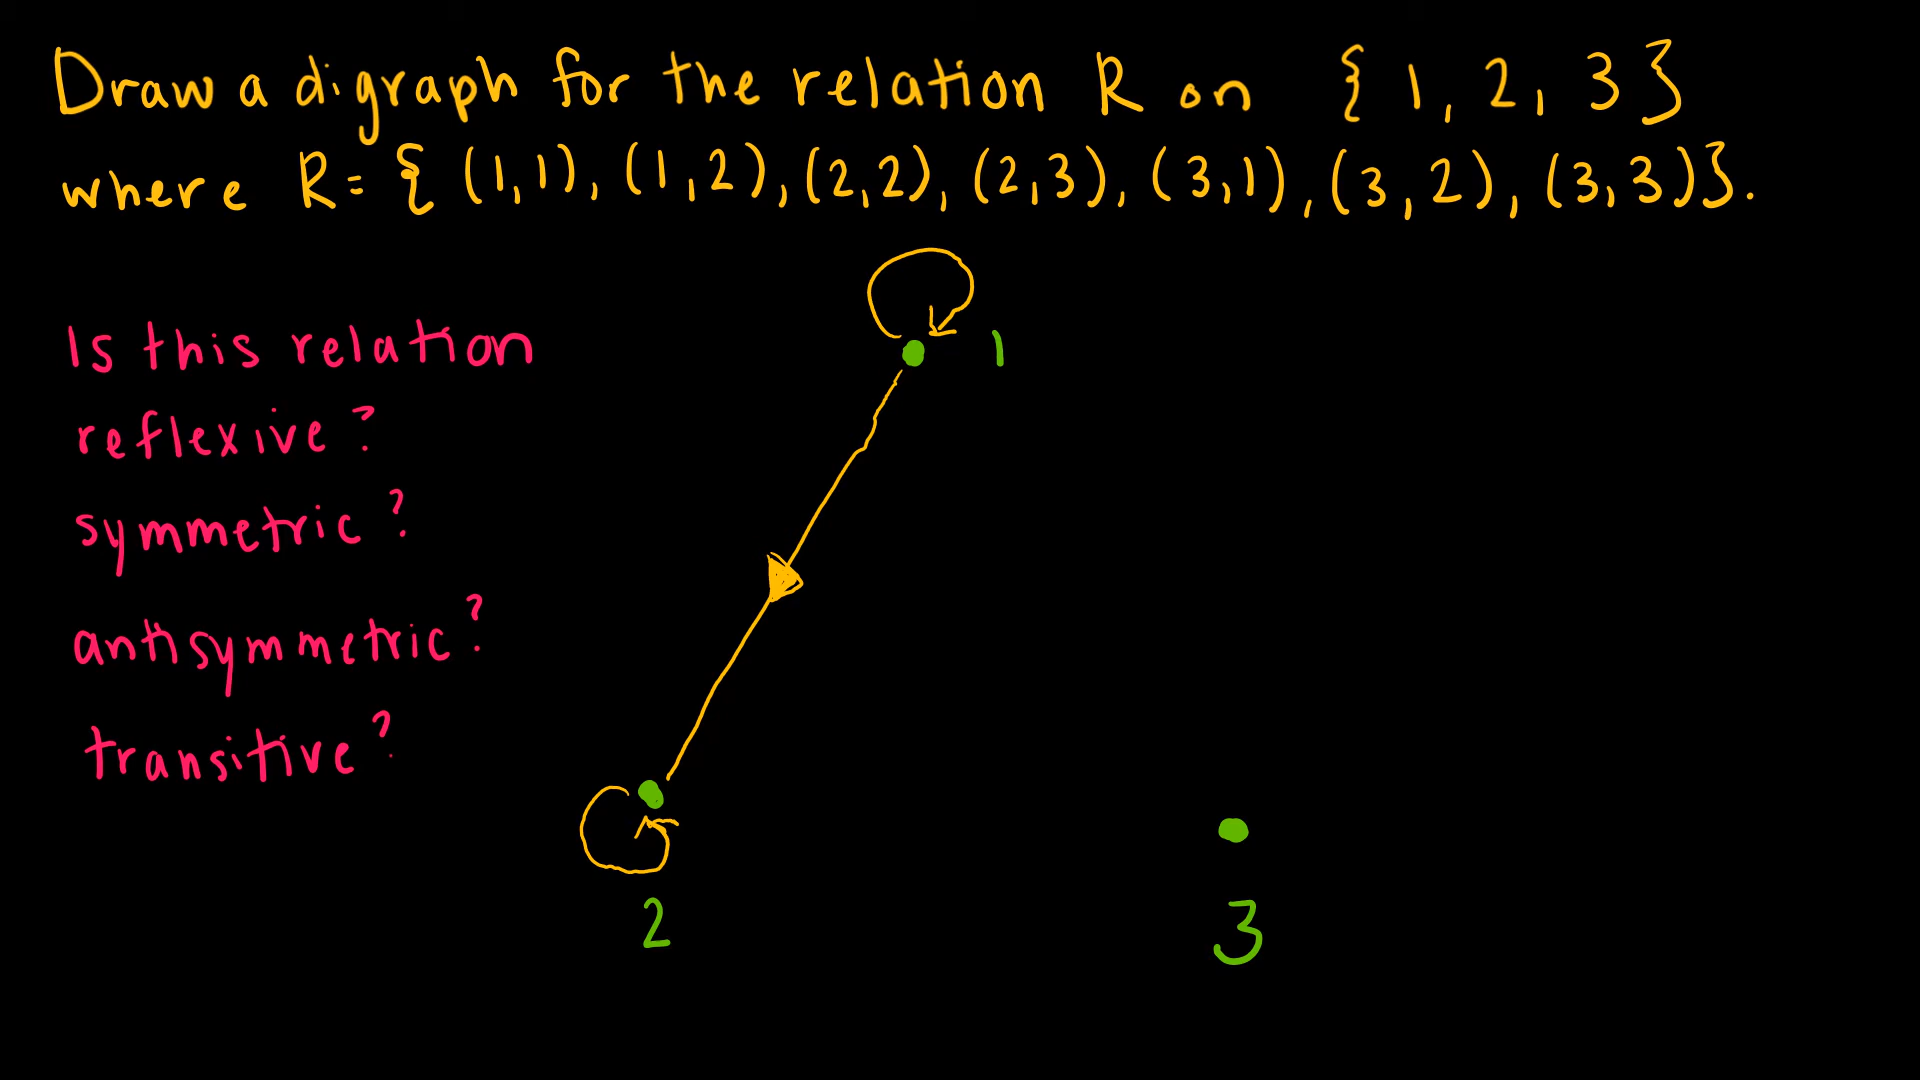 Draw a digraph for the relation R on {1, 2, 3}
where R = { (1,1), (1,2), (2,2), (2,3), (3,1), (3,2), (3,3)}.
Is this relation
reflexive?
symmetric?
antisymmetric?
transitive?
1
2
3